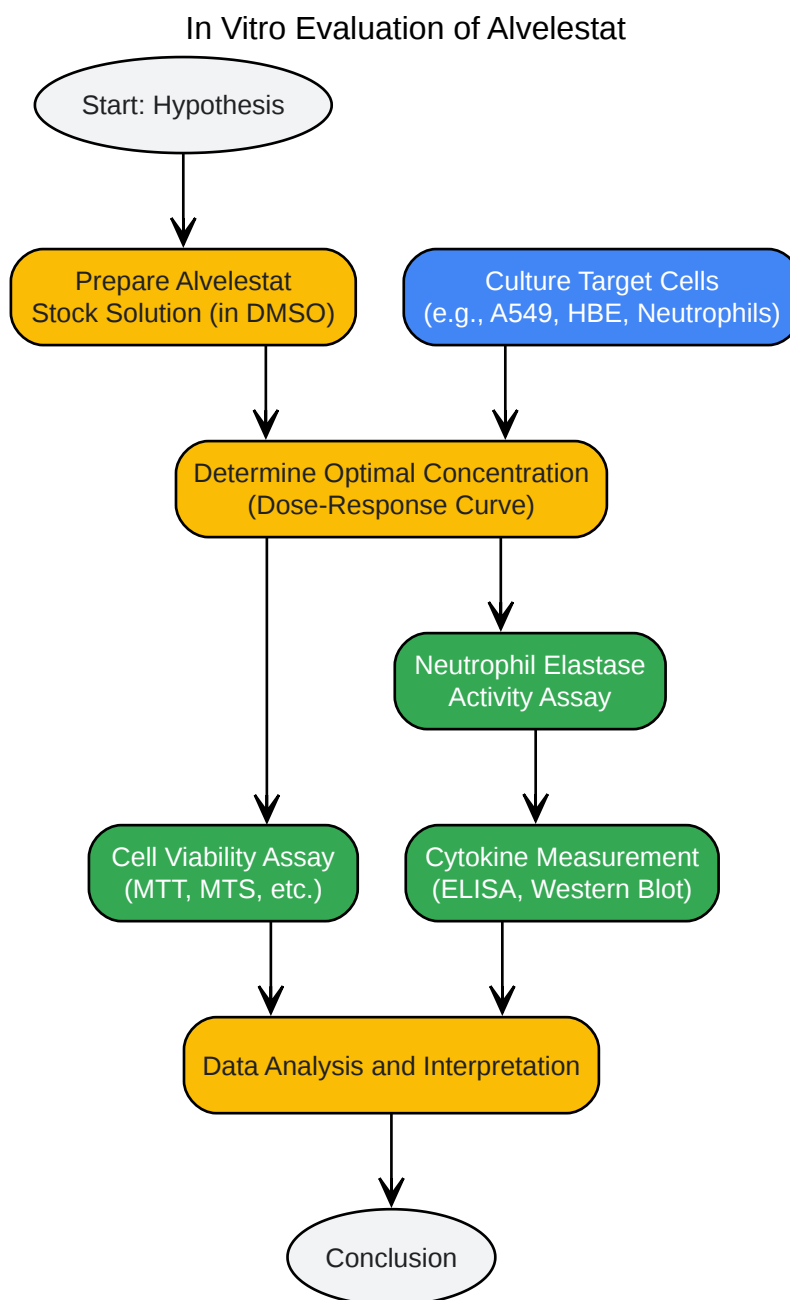 In Vitro Evaluation of Alvelestat
Start: Hypothesis
Prepare Alvelestat
Stock Solution (in DMSO)
Culture Target Cells
(e.g., A549, HBE, Neutrophils)
Determine Optimal Concentration
(Dose-Response Curve)
Neutrophil Elastase
Activity Assay
Cell Viability Assay
(MTT, MTS, etc.)
Cytokine Measurement
(ELISA, Western Blot)
Data Analysis and Interpretation
Conclusion